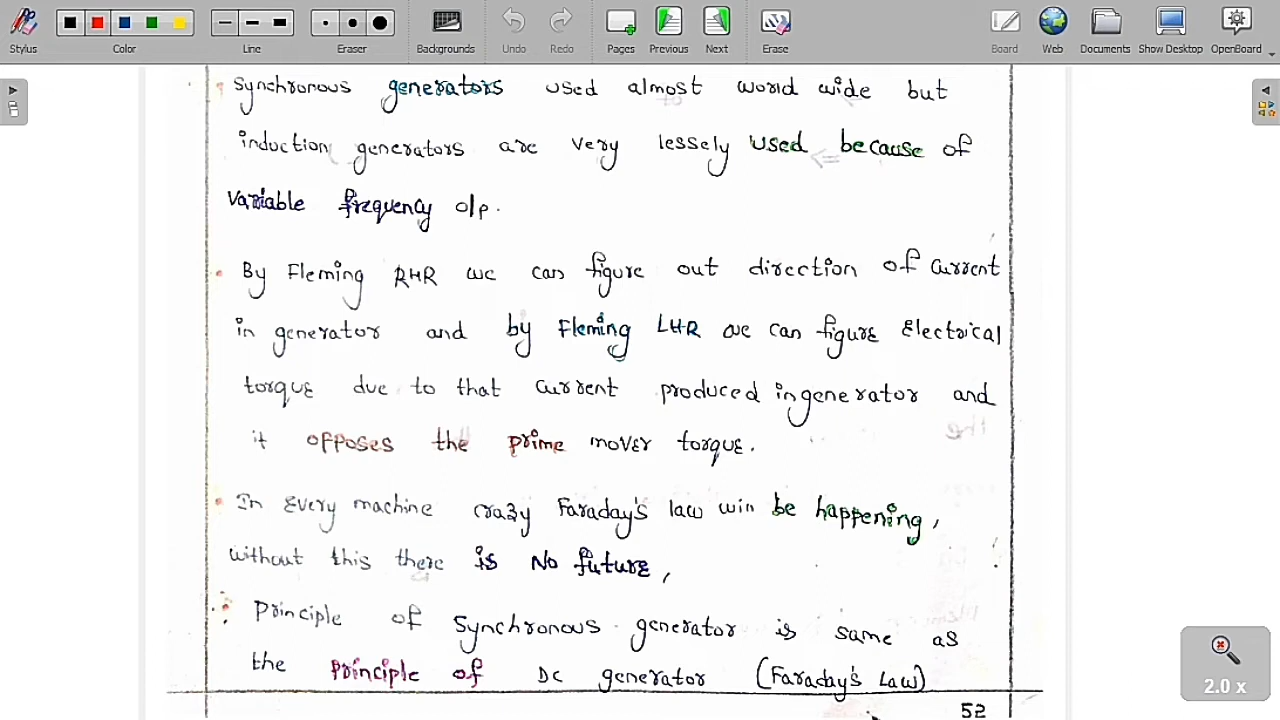 Stylus
Color
Line
Eraser
Backgrounds
Undo
Redo
Pages
Previous
Next
Erase
Board
Web
Documents
Show Desktop
OpenBoard
Synchronous generators used almost world wide but
induction generators are very lessely used because of
Variable frequency o/p.
By Fleming RHR we can figure out direction of current
in generator and by Fleming LHR we can figure Electrical
torque due to that current produced in generator and
it opposes the prime mover torque.
In Every machine crazy Faraday's law will be happening,
without this there is No future,
Principle of Synchronous generator is same as
the principle of DC generator (Faraday's Law)
52
2.0 x